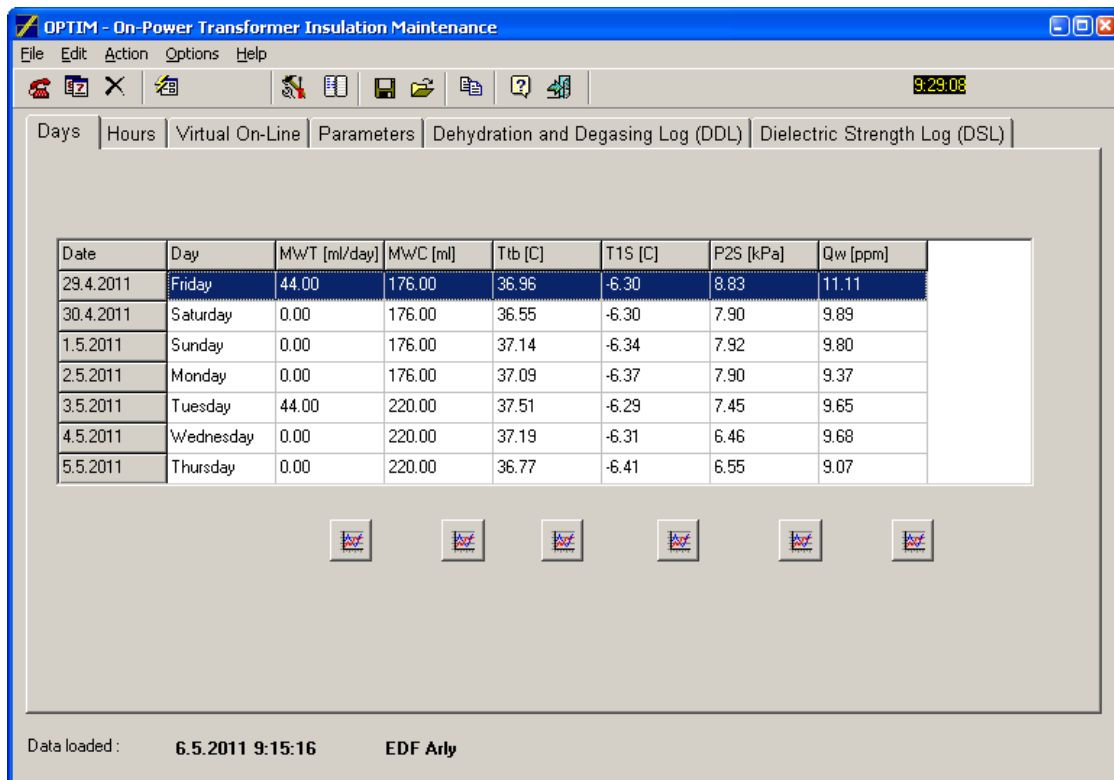 OPTIM - On-Power Transformer Insulation Maintenance
File Edit Action Options Help
9:29:08
Days Hours Virtual On-Line Parameters Dehydration and Degasing Log (DDL) Dielectric Strength Log (DSL)
Date Day MWT [ml/day] MWC [ml] Ttb [C] T1S [C] P2S [kPa] Qw [ppm]
29.4.2011 Friday 44.00 176.00 36.96 -6.30 8.83 11.11
30.4.2011 Saturday 0.00 176.00 36.55 -6.30 7.90 9.89
1.5.2011 Sunday 0.00 176.00 37.14 -6.34 7.92 9.80
2.5.2011 Monday 0.00 176.00 37.09 -6.37 7.90 9.37
3.5.2011 Tuesday 44.00 220.00 37.51 -6.29 7.45 9.65
4.5.2011 Wednesday 0.00 220.00 37.19 -6.31 6.46 9.68
5.5.2011 Thursday 0.00 220.00 36.77 -6.41 6.55 9.07
Data loaded : 6.5.2011 9:15:16 EDF Arly